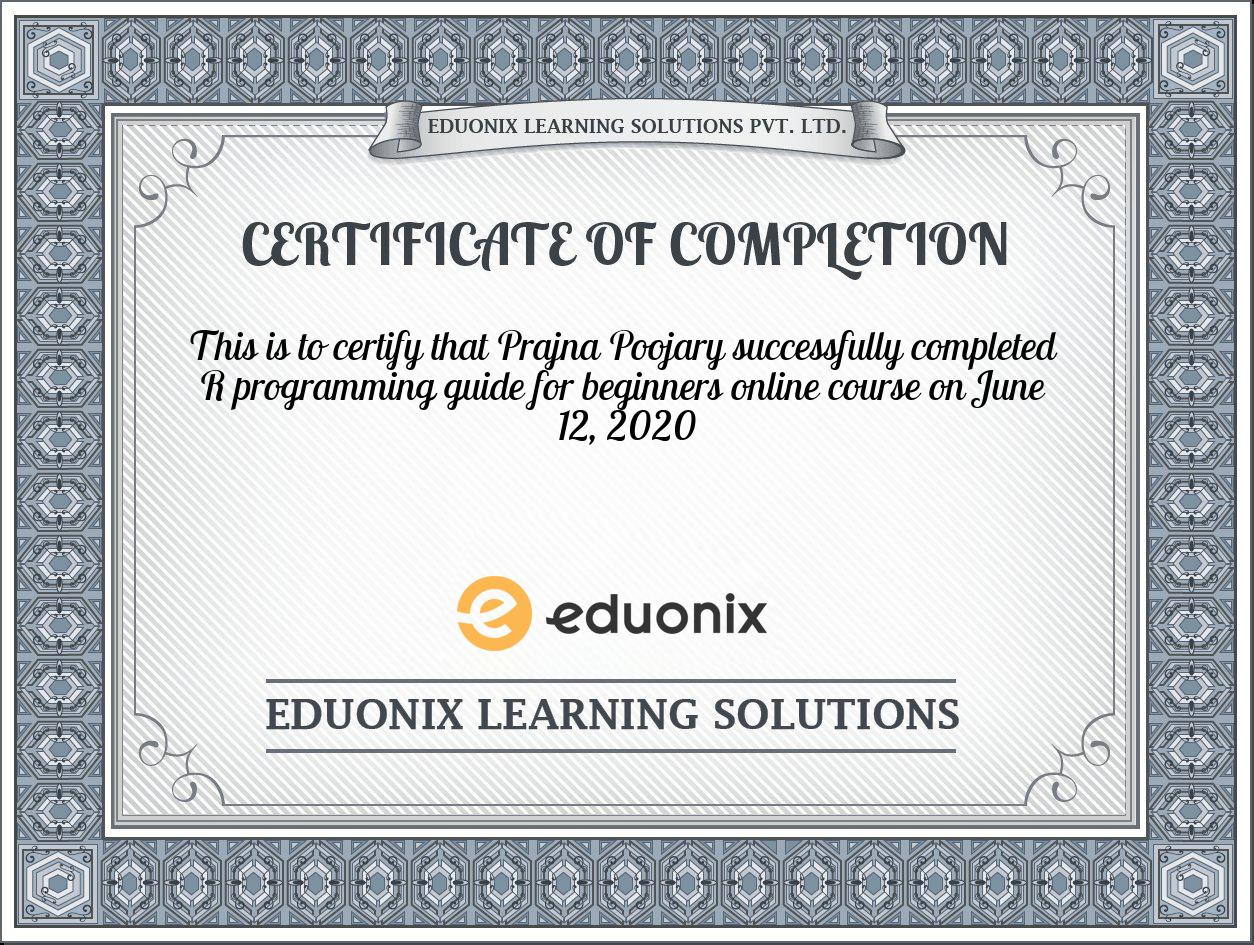 EDUONIX LEARNING SOLUTIONS PVT. LTD.
CERTIFICATE OF COMPLETION
This is to certify that Prajna Poojary successfully completed
R programming guide for beginners online course on June
12, 2020
eduonix
EDUONIX LEARNING SOLUTIONS